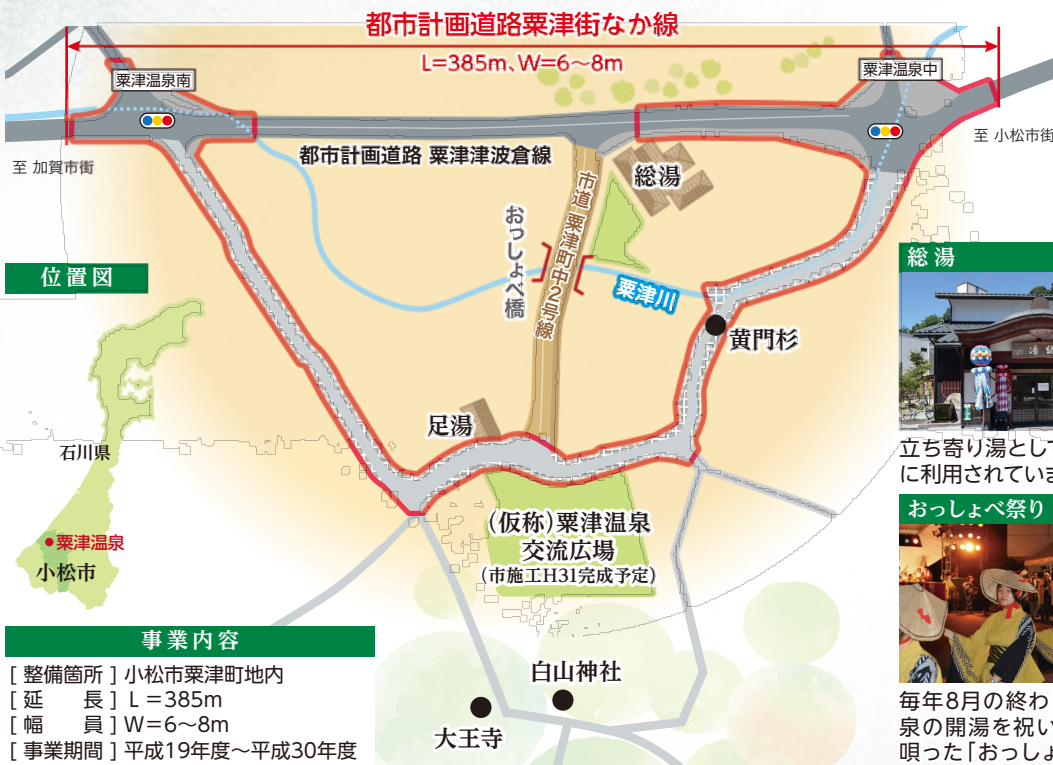 都市計画道路粟津街なか線
L=385m、W=6~8m
粟津温泉南
粟津温泉中
至 加賀市街
至 小松市街
都市計画道路 粟津津波倉線
総湯
市道 粟津町中2号線
おっしょべ橋
粟津川
黄門杉
足湯
(仮称)粟津温泉
交流広場
(市施工H31完成予定)
白山神社
大王寺
位置図
石川県
粟津温泉
小松市
事業内容
[ 整備箇所 ] 小松市粟津町地内
[ 延 長 ] L =385m
[ 幅 員 ] W=6~8m
[ 事業期間 ] 平成19年度~平成30年度
総湯
立ち寄り湯とし
に利用されていま
おっしょべ祭り
毎年8月の終わ
泉の開湯を祝い
唄った「おっしょ